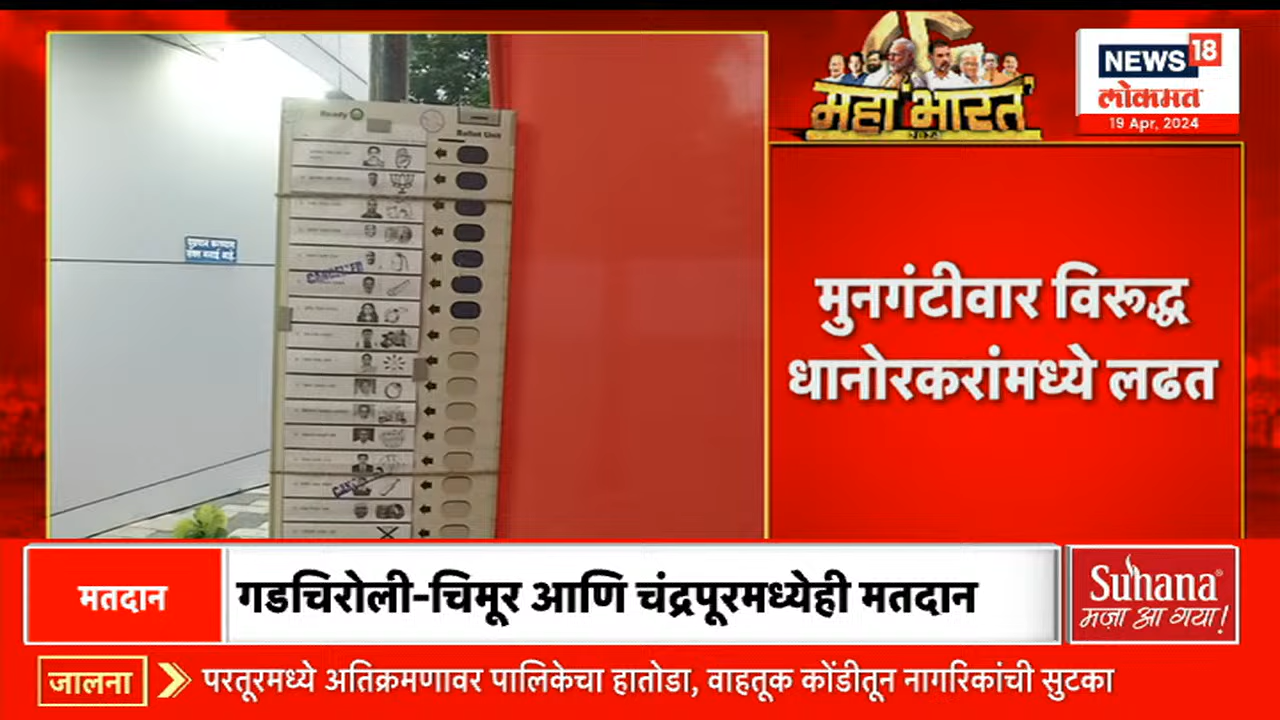 महा भारत
NEWS 18
लोकमत
19 Apr, 2024
Ready
Ballot Unit
CANCELLED
मुनगंटीवार विरूद्ध
धानोरकरांमध्ये लढत
मतदान
गडचिरोली-चिमूर आणि चंद्रपूरमध्येही मतदान
Suhana
मज़ा आ गया!
जालना
परतूरमध्ये अतिक्रमणावर पालिकेचा हातोडा, वाहतूक कोंडीतून नागरिकांची सुटका